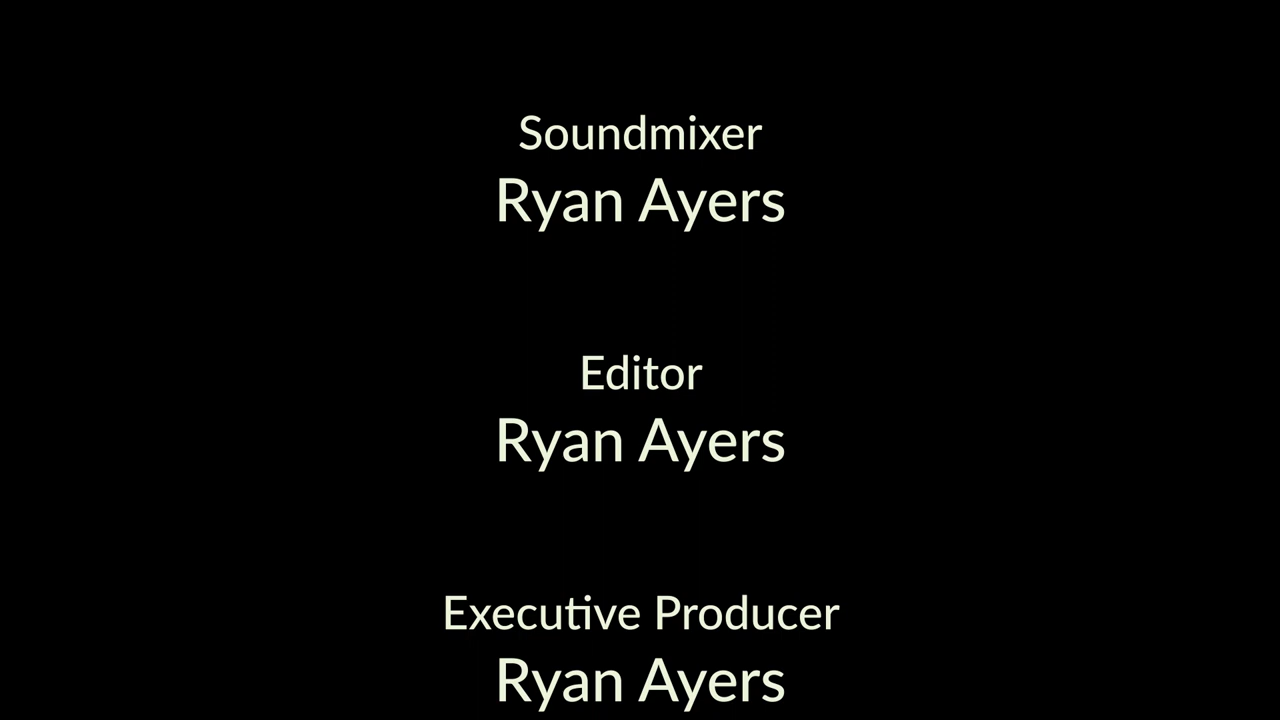 Soundmixer
Ryan Ayers
Editor
Ryan Ayers
Executive Producer
Ryan Ayers